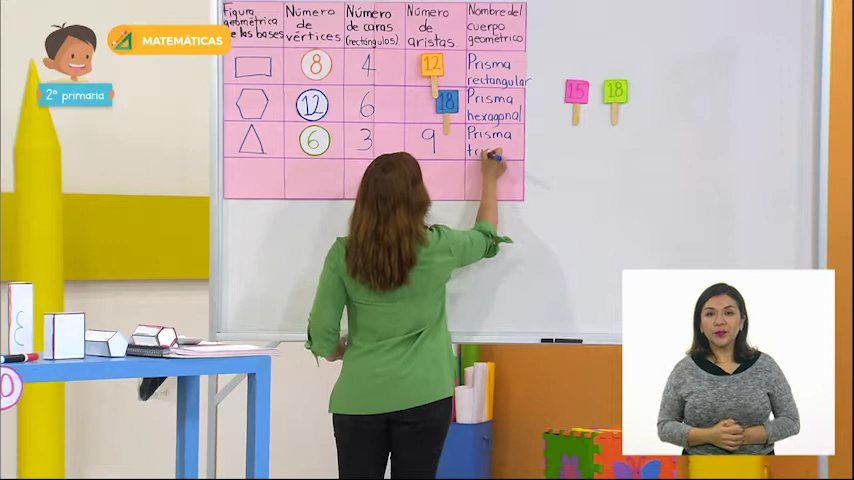 MATEMÁTICAS
2° primaria
Figura geométrica de las bases
Número de vértices
Número de caras (rectángulos)
Número de aristas
Nombre del cuerpo geométrico
8 4 12 Prisma rectangular
12 6 18 Prisma hexagonal
6 3 9 Prisma
15 18